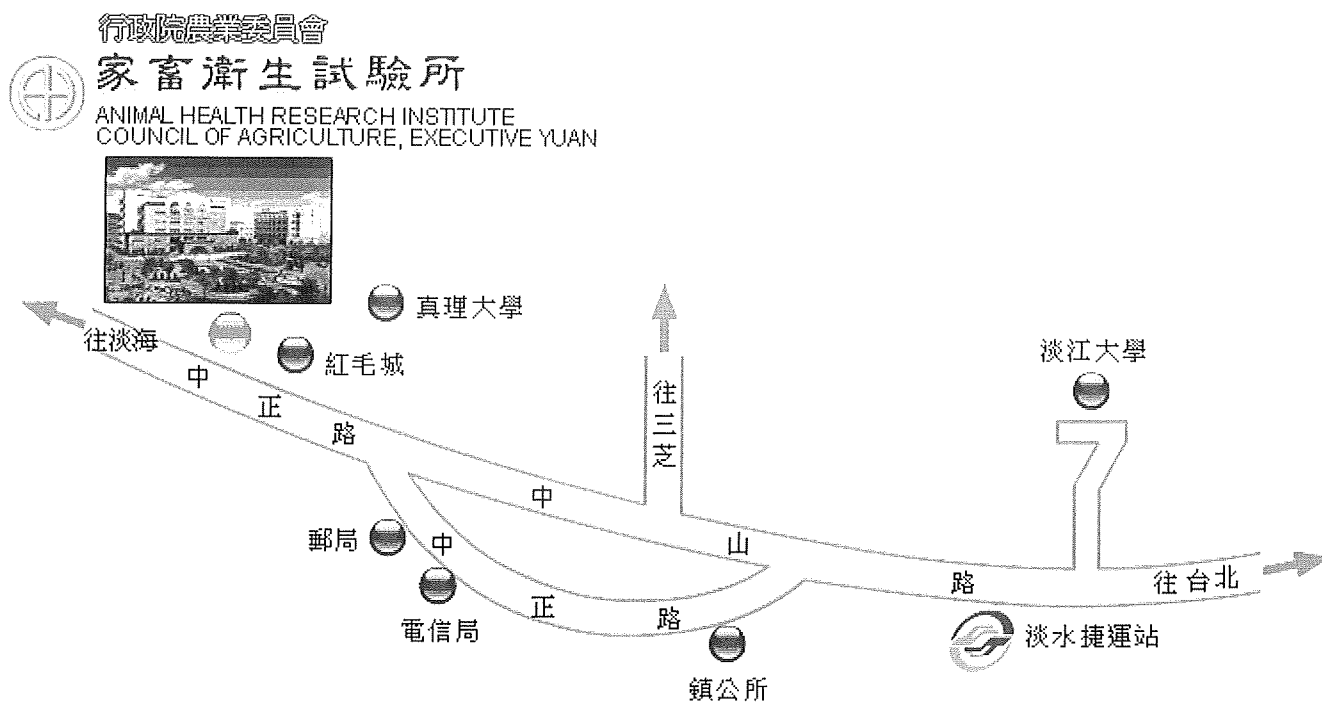 行政院農業委員會
家畜衛生試驗所
ANIMAL HEALTH RESEARCH INSTITUTE
COUNCIL OF AGRICULTURE, EXECUTIVE YUAN
真理大學
往淡海
紅毛城
淡江大學
中正路
往三芝
中山路
郵局
中正路
電信局
往台北
淡水捷運站
鎮公所